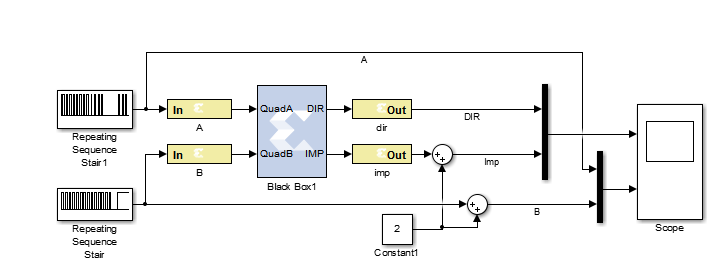 A
In
A
QuadA
DIR
Out
dir
DIR
Repeating
Sequence
Stair1
In
B
QuadB
IMP
Out
imp
Imp
Black Box1
+
+
Repeating
Sequence
Stair
+
+
B
2
Constant1
Scope